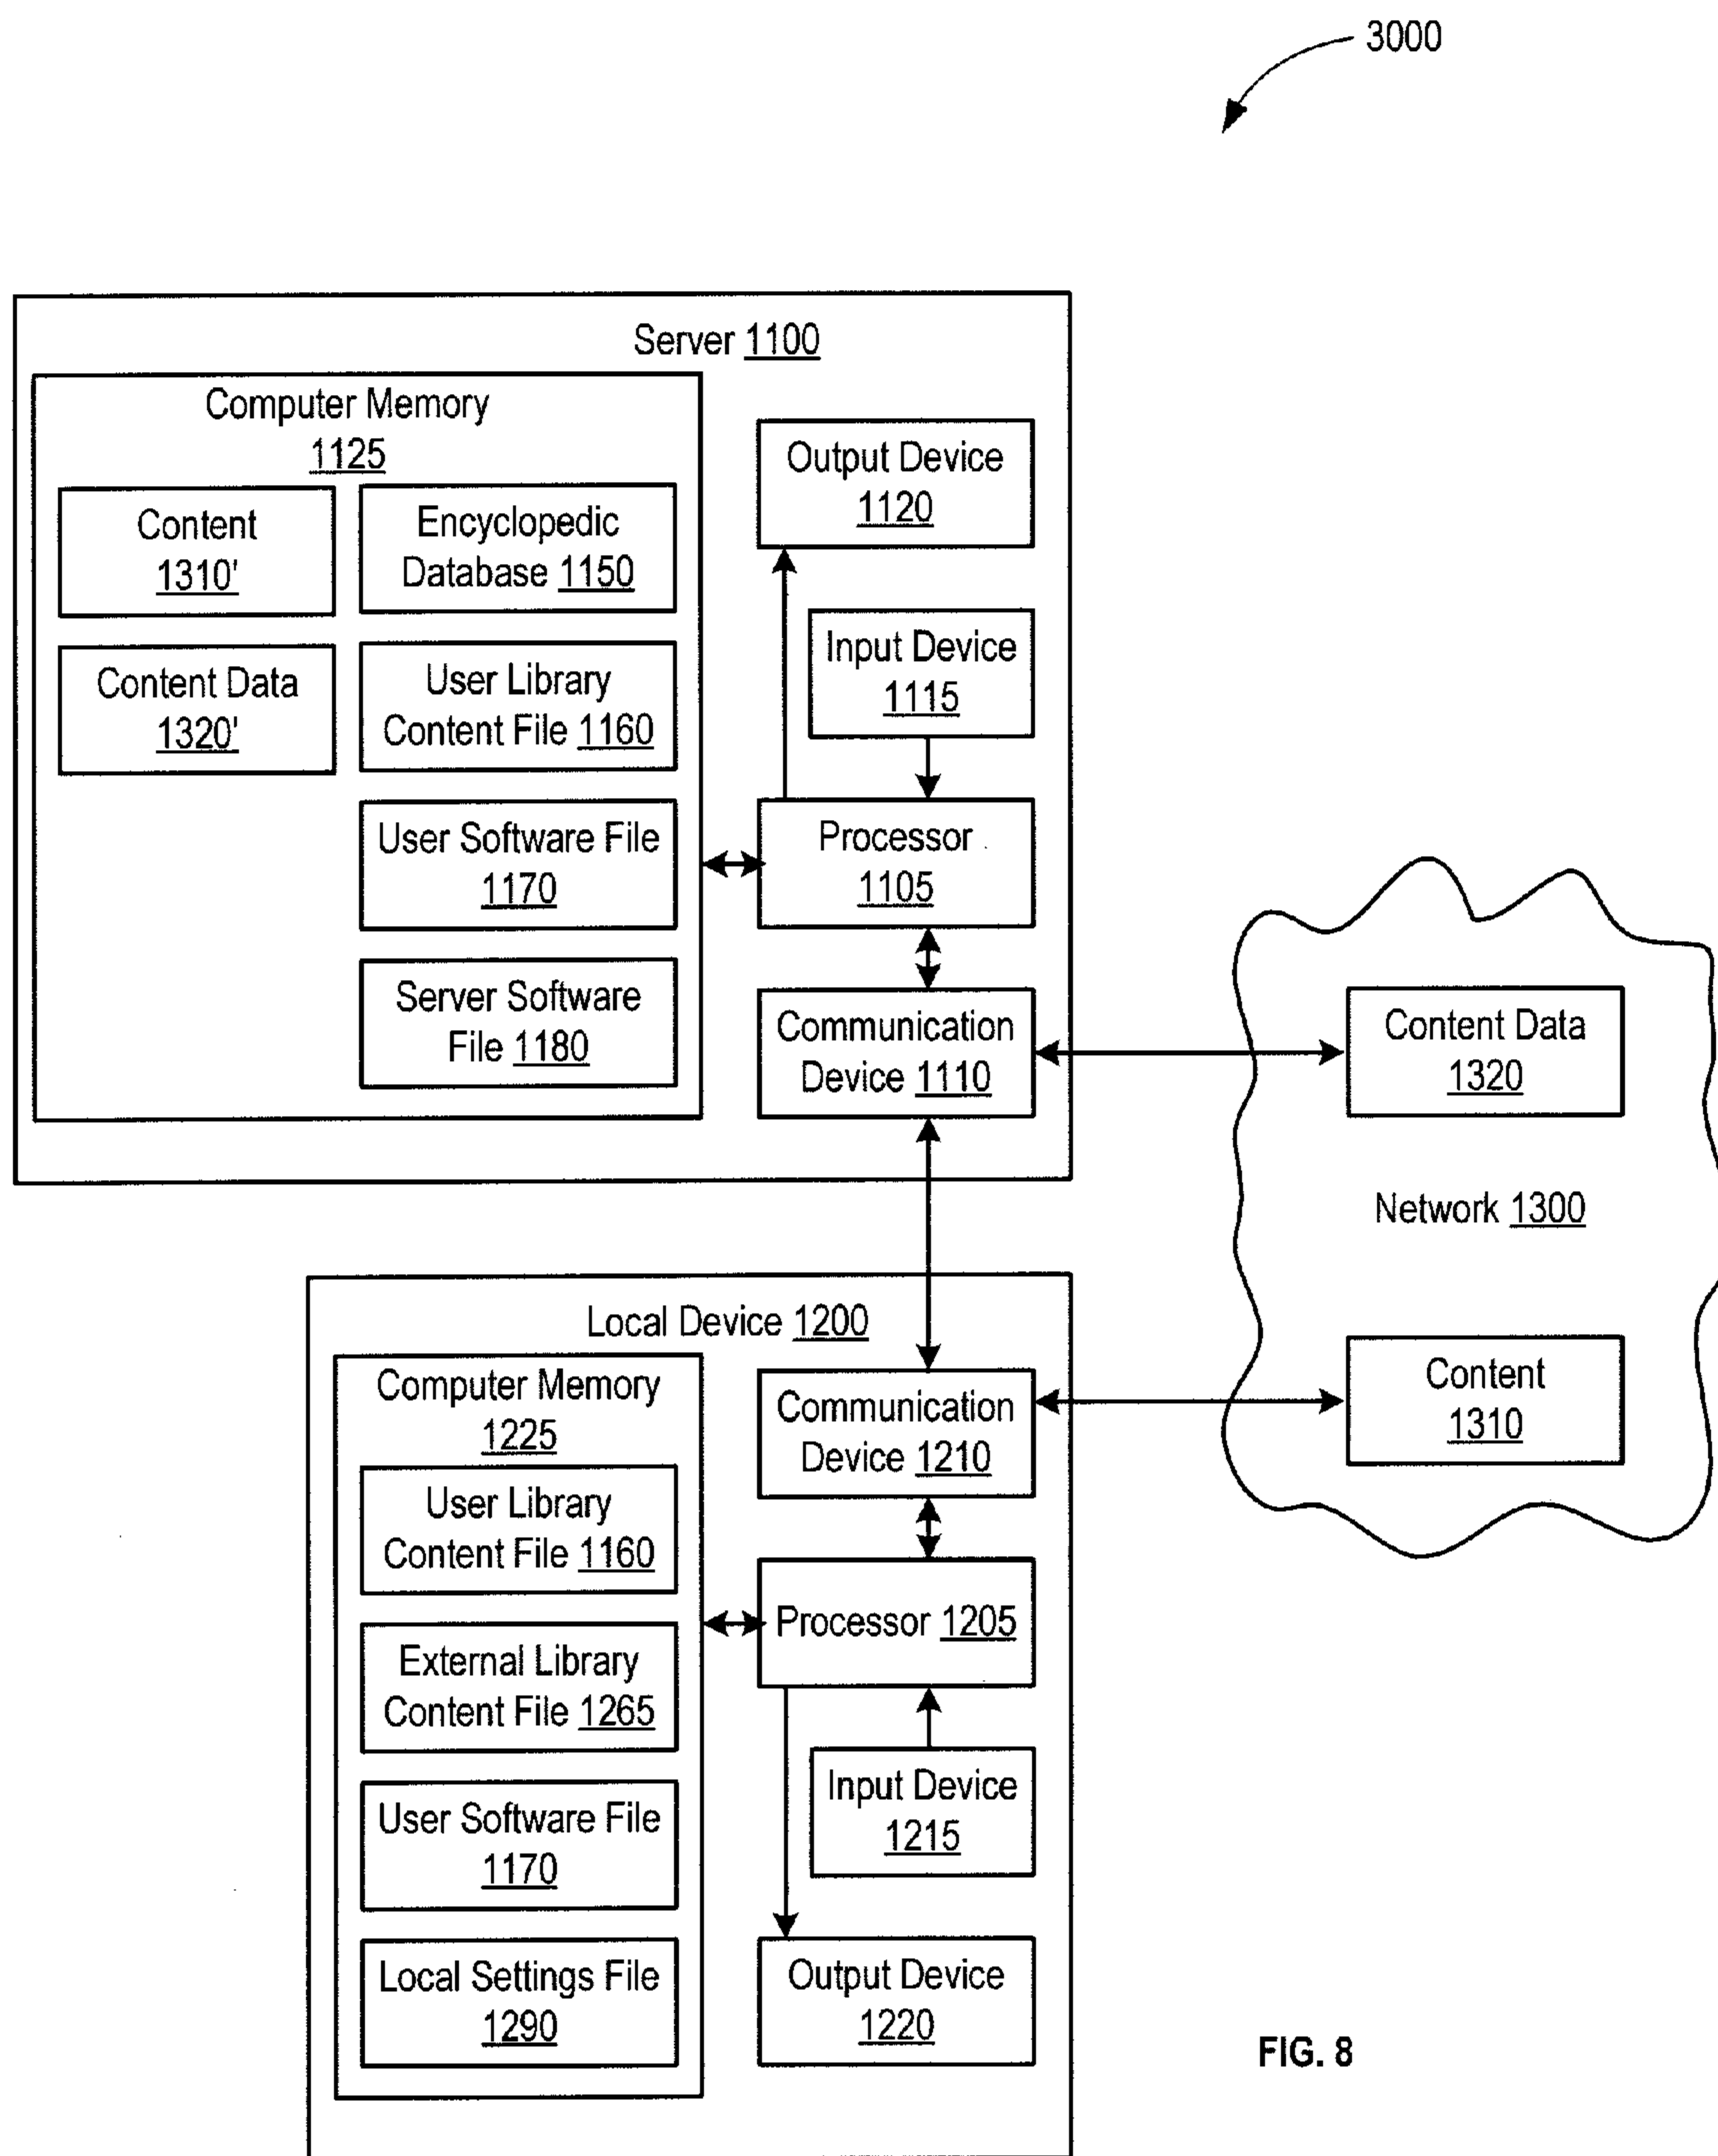 3000
Server 1100
Computer Memory
1125
Content
1310'
Encyclopedic
Database 1150
Content Data
1320'
User Library
Content File 1160
User Software File
1170
Server Software
File 1180
Output Device
1120
Input Device
1115
Processor
1105
Communication
Device 1110
Content Data
1320
Network 1300
Content
1310
Local Device 1200
Computer Memory
1225
User Library
Content File 1160
External Library
Content File 1265
User Software File
1170
Local Settings File
1290
Communication
Device 1210
Processor 1205
Input Device
1215
Output Device
1220
FIG. 8